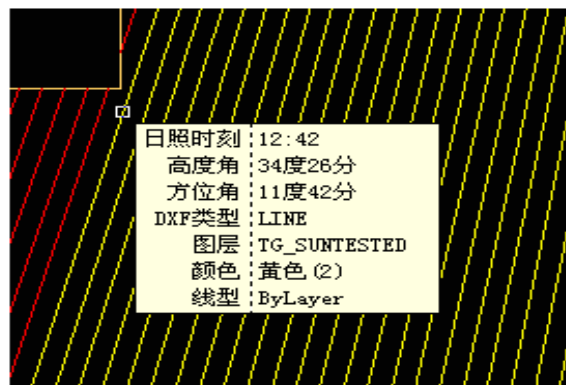 日照时刻 12:42
高度角 34度26分
方位角 11度42分
DXF类型 LINE
图层 TG_SUNTESTED
颜色 黄色(2)
线型 ByLayer